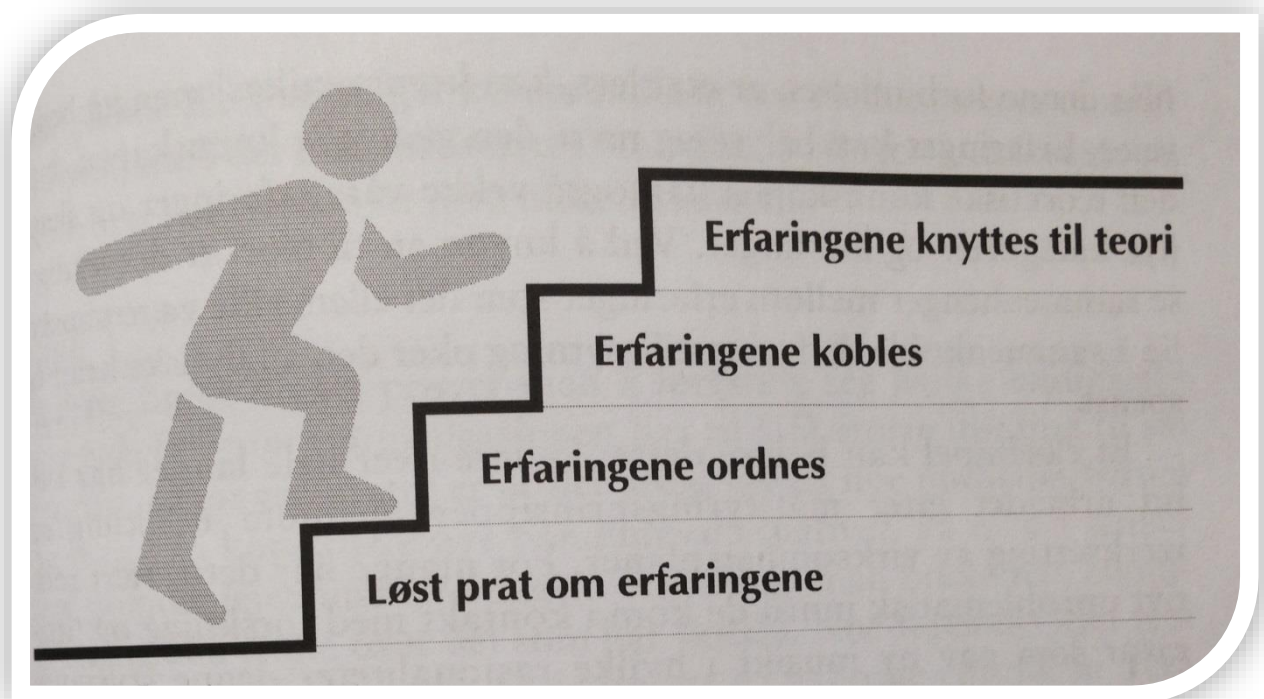 Erfaringene knyttes til teori
Erfaringene kobles
Erfaringene ordnes
Løst prat om erfaringene